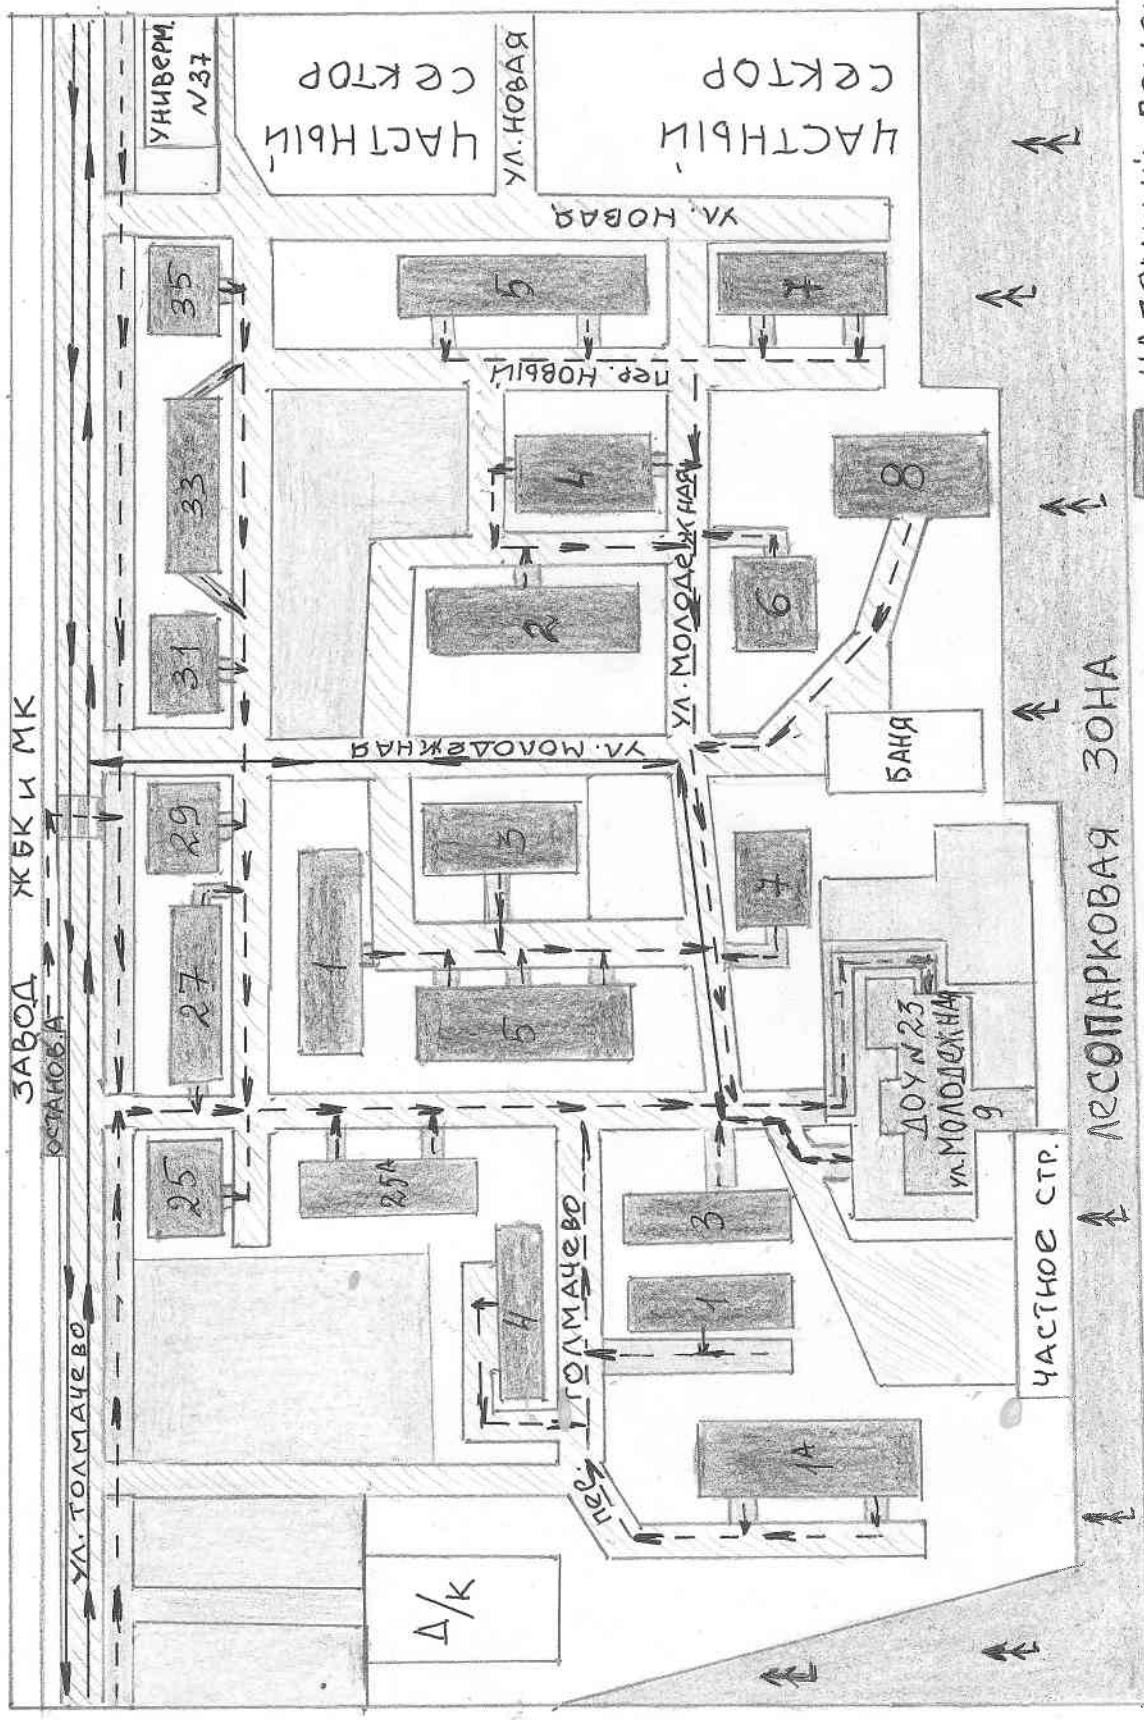 ЗАВОД ЖБК и МК
ОСТАНОВ.А
УЛ. ТОЛМАЧЕВО
УНИВЕРМ.
N37
25
27
29
31
33
35
ЧАСТНЫЙ
СЕКТОР
УЛ. НОВАЯ
ЧАСТНЫЙ
СЕКТОР
УЛ. НОВАЯ
25А
1
5
3
УЛ. МОЛОДЕЖНАЯ
2
4
пер. НОВЫЙ
5
7
Д/К
4
пер.
ТОЛМАЧЕВО
1А
1
3
УЛ. МОЛОДЕЖНАЯ
7
6
8
БАНЯ
ДОУ N 23
ул. МОЛОДЕЖНАЯ
9
ЧАСТНОЕ СТР.
ЛЕСОПАРКОВАЯ ЗОНА